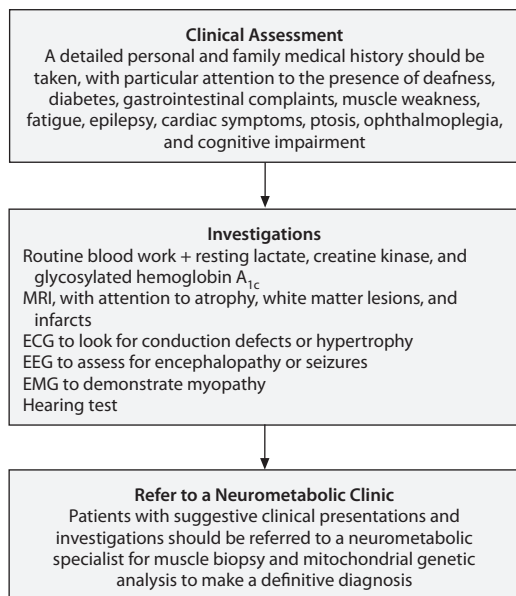 Clinical Assessment
A detailed personal and family medical history should be
taken, with particular attention to the presence of deafness,
diabetes, gastrointestinal complaints, muscle weakness,
fatigue, epilepsy, cardiac symptoms, ptosis, ophthalmoplegia,
and cognitive impairment
Investigations
Routine blood work + resting lactate, creatine kinase, and
glycosylated hemoglobin A1c
MRI, with attention to atrophy, white matter lesions, and
infarcts
ECG to look for conduction defects or hypertrophy
EEG to assess for encephalopathy or seizures
EMG to demonstrate myopathy
Hearing test
Refer to a Neurometabolic Clinic
Patients with suggestive clinical presentations and
investigations should be referred to a neurometabolic
specialist for muscle biopsy and mitochondrial genetic
analysis to make a definitive diagnosis